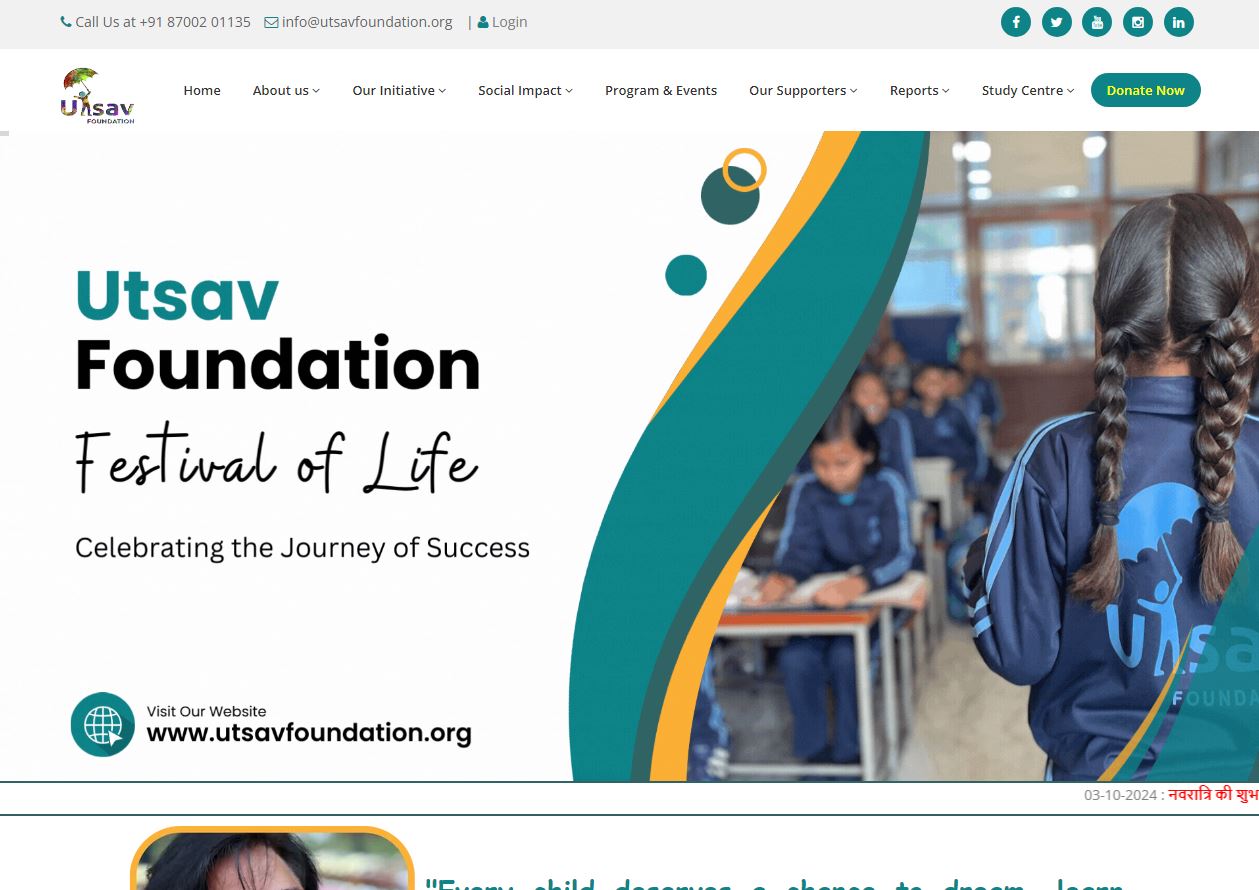 Call Us at +91 87002 01135 info@utsavfoundation.org | Login
Utsav
FOUNDATION
Home About us Our Initiative Social Impact Program & Events Our Supporters Reports Study Centre Donate Now
Utsav
Foundation
Festival of Life
Celebrating the Journey of Success
Visit Our Website
www.utsavfoundation.org
Utsa
FOUNDA
03-10-2024 : नवरात्रि की शुभ
"Every child deserves a chance to dream, learn